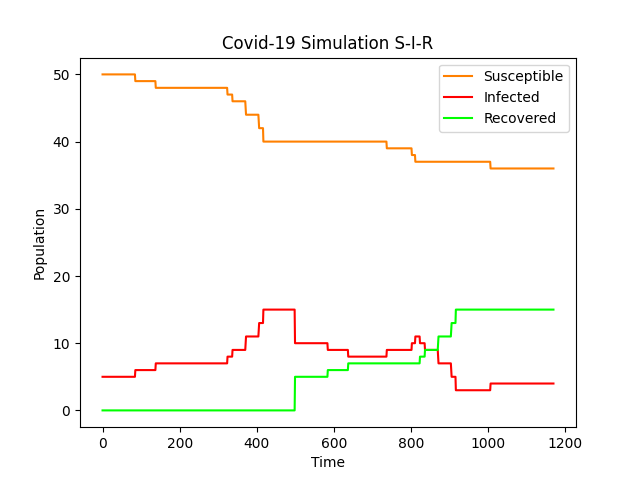 Covid-19 Simulation S-I-R
Susceptible
Infected
Recovered
50
40
30
20
10
0
Population
0 200 400 600 800 1000 1200
Time